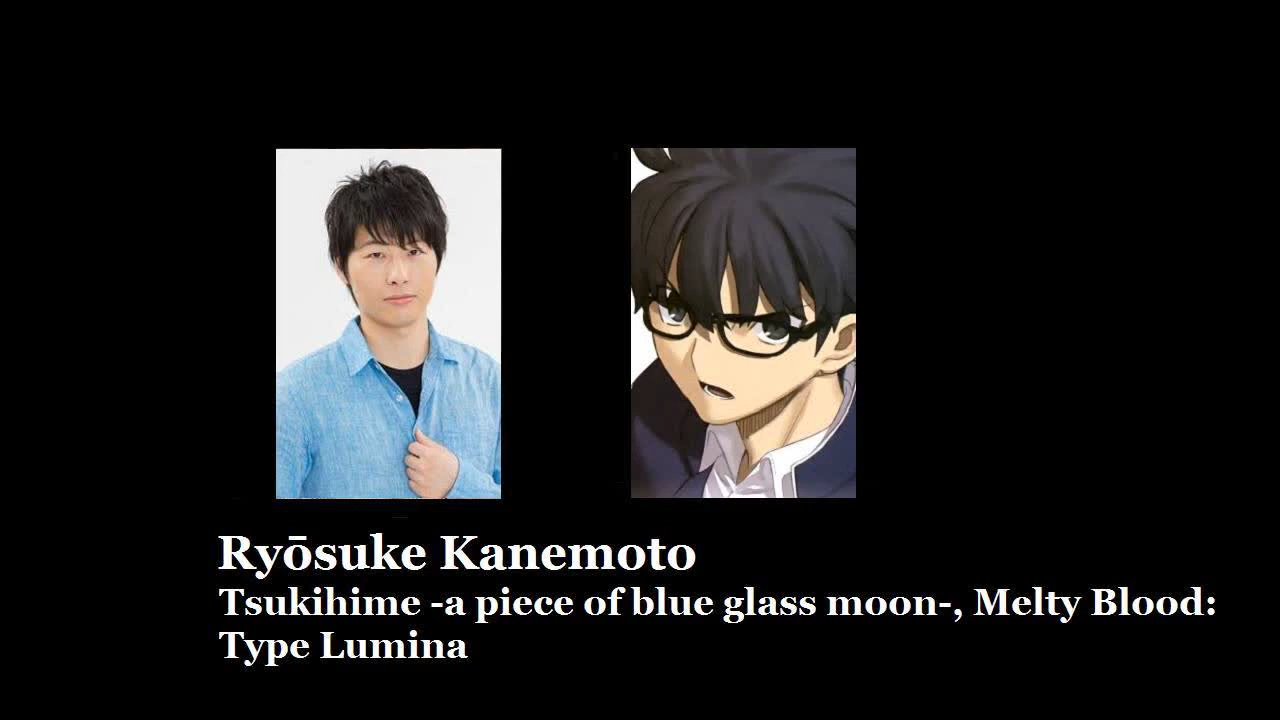 Ryōsuke Kanemoto
Tsukihime -a piece of blue glass moon-, Melty Blood:
Type Lumina